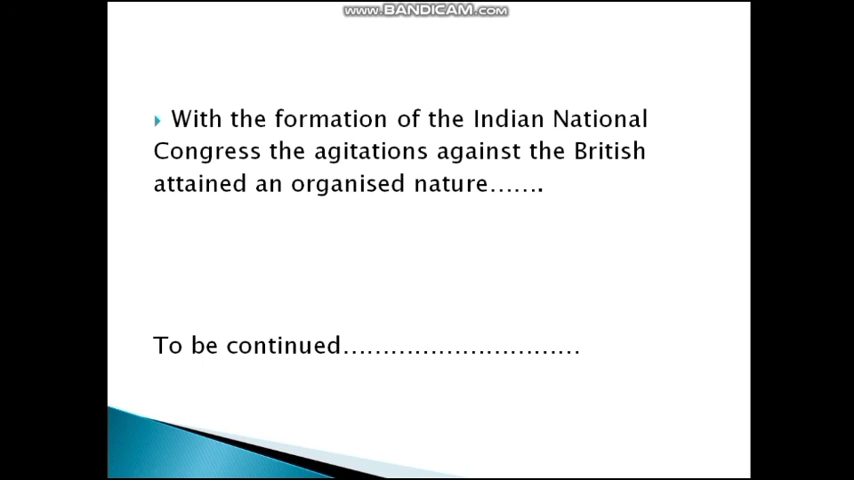 www.BANDICAM.com
With the formation of the Indian National
Congress the agitations against the British
attained an organised nature…….
To be continued…………………………